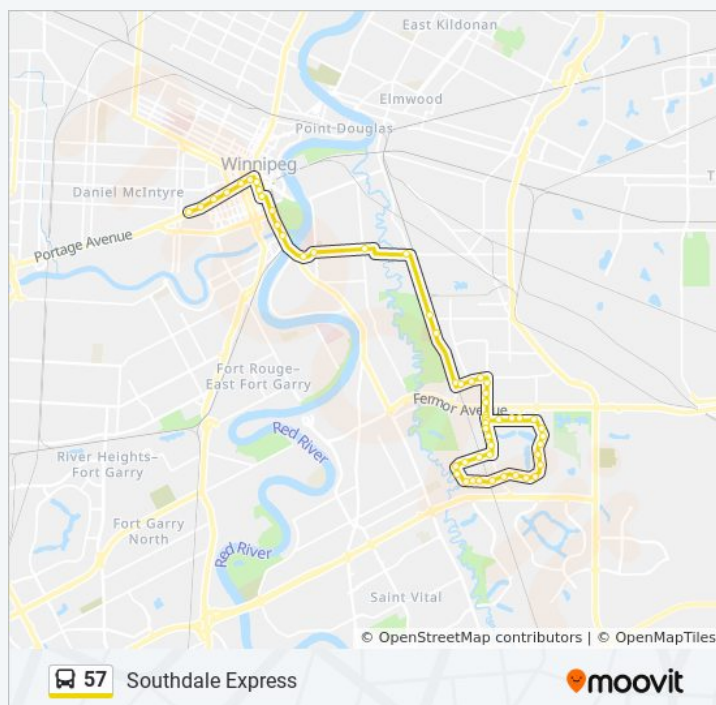 East Kildonan
Elmwood
Point Douglas
Winnipeg
T
Daniel McIntyre
Portage Avenue
Fort Rouge–
East Fort Garry
Fermor Avenue
Red River
River Heights–
Fort Garry
Fort Garry
North
Red River
Saint Vital
© OpenStreetMap contributors | © OpenMapTiles
57 Southdale Express
moovit